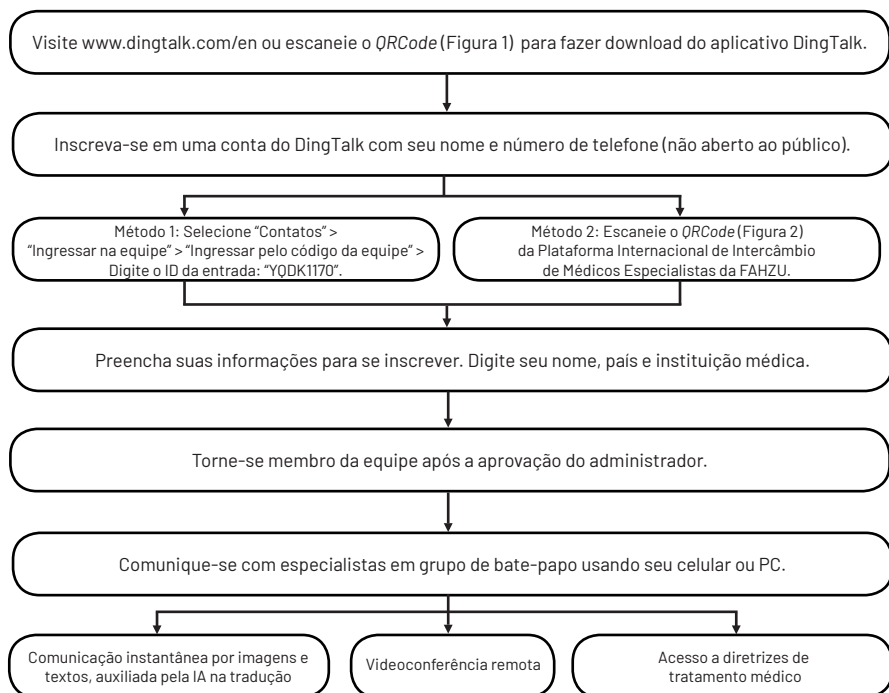 Visite www.dingtalk.com/en ou escaneie o QRCode (Figura 1) para fazer download do aplicativo DingTalk.
Inscreva-se em uma conta do DingTalk com seu nome e número de telefone (não aberto ao público).
Método 1: Selecione “Contatos” >
“Ingressar na equipe” > “Ingressar pelo código da equipe” >
Digite o ID da entrada: “YQDK1170”.
Método 2: Escaneie o QRCode (Figura 2)
da Plataforma Internacional de Intercâmbio
de Médicos Especialistas da FAHZU.
Preencha suas informações para se inscrever. Digite seu nome, país e instituição médica.
Torne-se membro da equipe após a aprovação do administrador.
Comunique-se com especialistas em grupo de bate-papo usando seu celular ou PC.
Comunicação instantânea por imagens e
textos, auxiliada pela IA na tradução
Videoconferência remota
Acesso a diretrizes de
tratamento médico